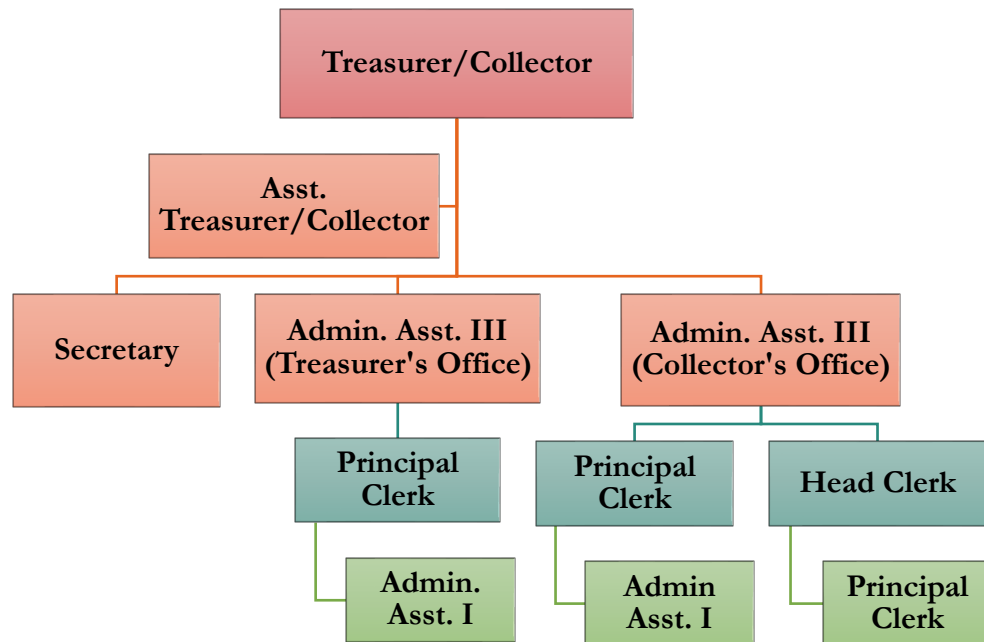 Treasurer/Collector
Asst.
Treasurer/Collector
Secretary
Admin. Asst. III
(Treasurer's Office)
Admin. Asst. III
(Collector's Office)
Principal
Clerk
Principal
Clerk
Head Clerk
Admin.
Asst. I
Admin
Asst. I
Principal
Clerk